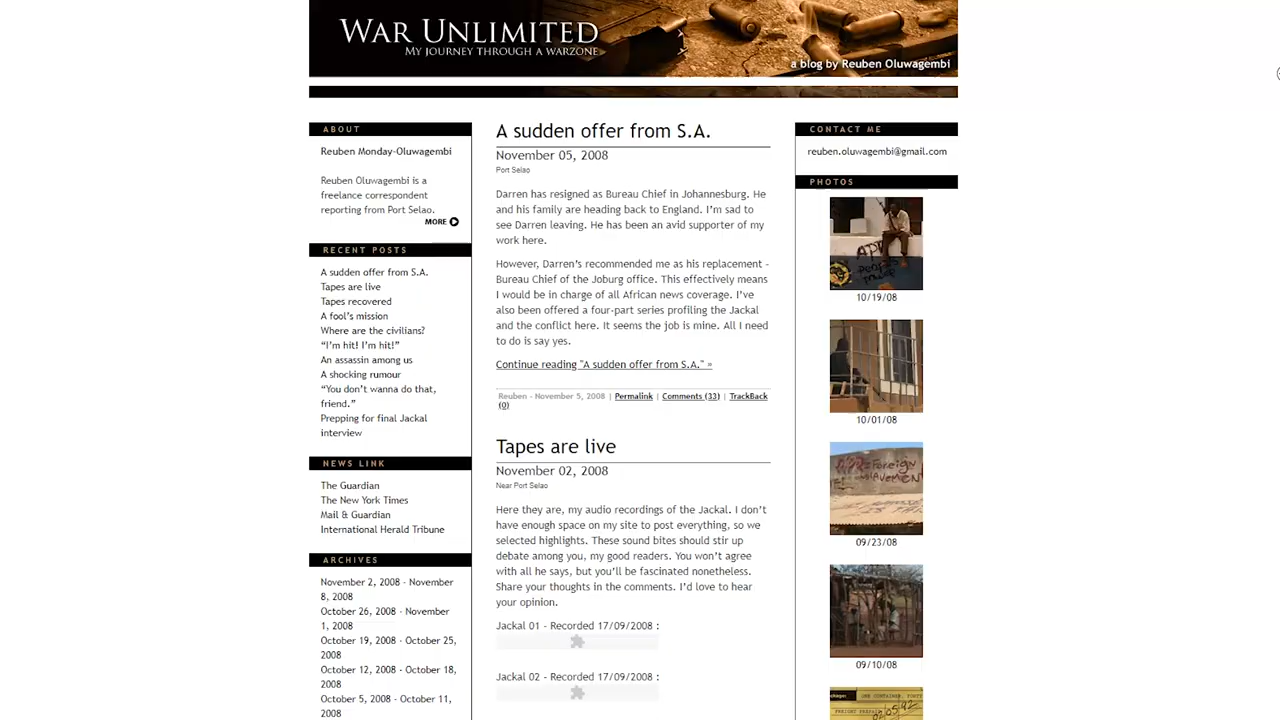 WAR UNLIMITED
MY JOURNEY THROUGH A WARZONE
a blog by Reuben Oluwagembi
ABOUT
Reuben Monday-Oluwagembi
Reuben Oluwagembi is a
freelance correspondent
reporting from Port Selao.
MORE
RECENT POSTS
A sudden offer from S.A.
Tapes are live
Tapes recovered
A fool's mission
Where are the civilians?
“I'm hit! I'm hit!”
An assassin among us
A shocking rumour
“You don't wanna do that,
friend.”
Prepping for final Jackal
interview
NEWS LINK
The Guardian
The New York Times
Mail & Guardian
International Herald Tribune
ARCHIVES
November 2, 2008 - November
8, 2008
October 26, 2008 - November
1, 2008
October 19, 2008 - October 25,
2008
October 12, 2008 - October 18,
2008
October 5, 2008 - October 11,
2008
A sudden offer from S.A.
November 05, 2008
Port Selao
Darren has resigned as Bureau Chief in Johannesburg. He
and his family are heading back to England. I'm sad to
see Darren leaving. He has been an avid supporter of my
work here.
However, Darren's recommended me as his replacement -
Bureau Chief of the Joburg office. This effectively means
I would be in charge of all African news coverage. I've
also been offered a four-part series profiling the Jackal
and the conflict here. It seems the job is mine. All I need
to do is say yes.
Continue reading "A sudden offer from S.A." »
Reuben - November 5, 2008 | Permalink | Comments (33) | TrackBack
(0)
Tapes are live
November 02, 2008
Near Port Selao
Here they are, my audio recordings of the Jackal. I don't
have enough space on my site to post everything, so we
selected highlights. These sound bites should stir up
debate among you, my good readers. You won't agree
with all he says, but you'll be fascinated nonetheless.
Share your thoughts in the comments. I'd love to hear
your opinion.
Jackal 01 - Recorded 17/09/2008 :
Jackal 02 - Recorded 17/09/2008 :
CONTACT ME
reuben.oluwagembi@gmail.com
PHOTOS
10/19/08
10/01/08
09/23/08
09/10/08